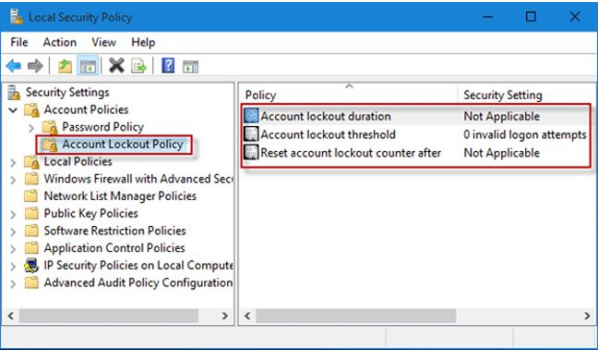 Local Security Policy
File Action View Help
Security Settings
Account Policies
Password Policy
Account Lockout Policy
Local Policies
Windows Firewall with Advanced Secu
Network List Manager Policies
Public Key Policies
Software Restriction Policies
Application Control Policies
IP Security Policies on Local Compute
Advanced Audit Policy Configuration
Policy Security Setting
Account lockout duration Not Applicable
Account lockout threshold 0 invalid logon attempts
Reset account lockout counter after Not Applicable